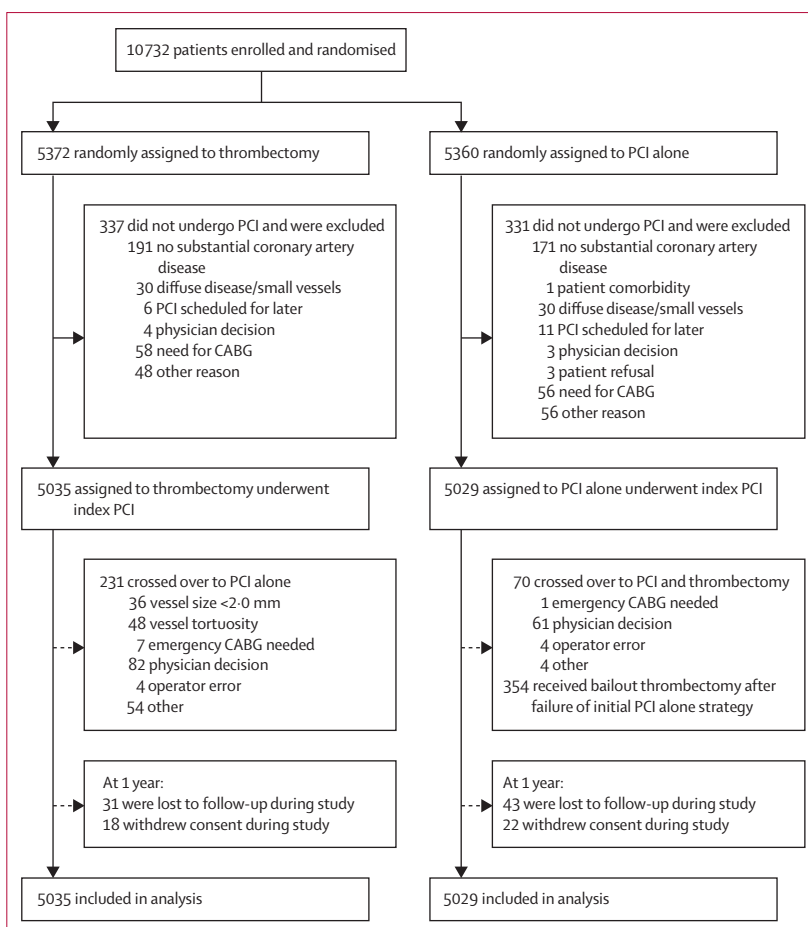 10732 patients enrolled and randomised
5372 randomly assigned to thrombectomy
5360 randomly assigned to PCI alone
337 did not undergo PCI and were excluded
191 no substantial coronary artery
disease
30 diffuse disease/small vessels
6 PCI scheduled for later
4 physician decision
58 need for CABG
48 other reason
331 did not undergo PCI and were excluded
171 no substantial coronary artery
disease
1 patient comorbidity
30 diffuse disease/small vessels
11 PCI scheduled for later
3 physician decision
3 patient refusal
56 need for CABG
56 other reason
5035 assigned to thrombectomy underwent
index PCI
5029 assigned to PCI alone underwent index PCI
231 crossed over to PCI alone
36 vessel size <2·0 mm
48 vessel tortuosity
7 emergency CABG needed
82 physician decision
4 operator error
54 other
70 crossed over to PCI and thrombectomy
1 emergency CABG needed
61 physician decision
4 operator error
4 other
354 received bailout thrombectomy after
failure of initial PCI alone strategy
At 1 year:
31 were lost to follow-up during study
18 withdrew consent during study
At 1 year:
43 were lost to follow-up during study
22 withdrew consent during study
5035 included in analysis
5029 included in analysis